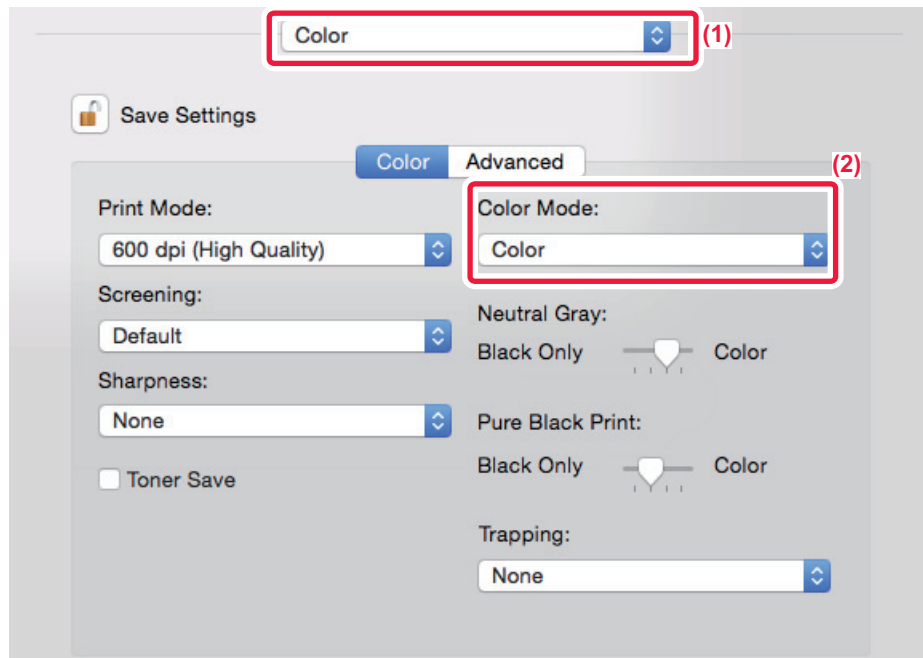 Color
(1)
Save Settings
Color Advanced
(2)
Print Mode:
600 dpi (High Quality)
Screening:
Default
Sharpness:
None
Toner Save
Color Mode:
Color
Neutral Gray:
Black Only Color
Pure Black Print:
Black Only Color
Trapping:
None